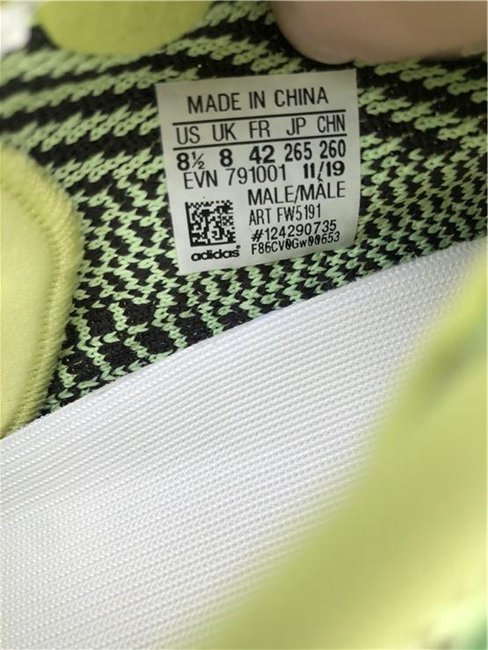 MADE IN CHINA
US UK FR JP CHN
8½ 8 42 265 260
EVN 791001 11/19
MALE/MÂLE
ART FW5191
#124290735
F86CV0Gw00653
adidas